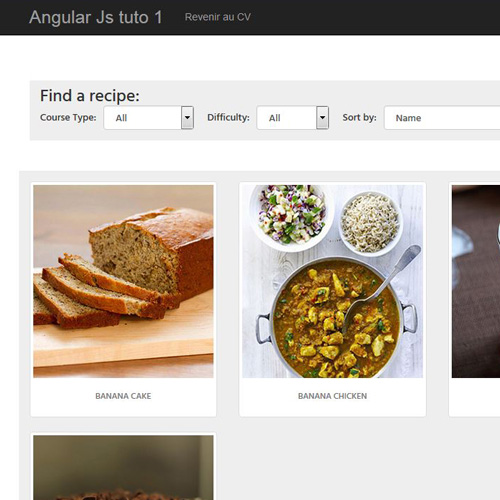 Angular Js tuto 1 Revenir au CV
Find a recipe:
Course Type: All Difficulty: All Sort by: Name
BANANA CAKE BANANA CHICKEN